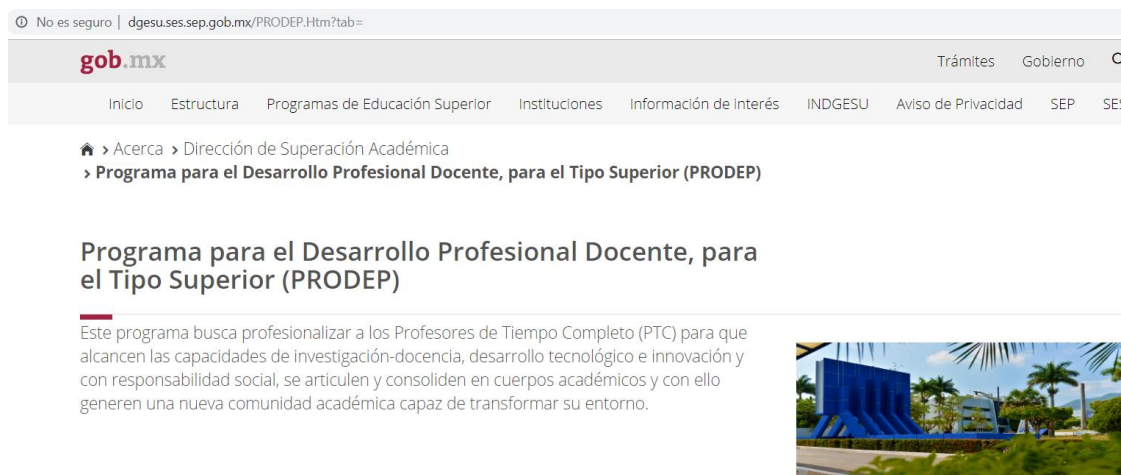 No es seguro | dgesu.ses.sep.gob.mx/PRODEP.Htm?tab=
gob.mx Trámites Gobierno
Inicio Estructura Programas de Educación Superior Instituciones Información de interés INDGESU Aviso de Privacidad SEP SES
> Acerca > Dirección de Superación Académica
> Programa para el Desarrollo Profesional Docente, para el Tipo Superior (PRODEP)
Programa para el Desarrollo Profesional Docente, para
el Tipo Superior (PRODEP)
Este programa busca profesionalizar a los Profesores de Tiempo Completo (PTC) para que
alcancen las capacidades de investigación-docencia, desarrollo tecnológico e innovación y
con responsabilidad social, se articulen y consoliden en cuerpos académicos y con ello
generen una nueva comunidad académica capaz de transformar su entorno.